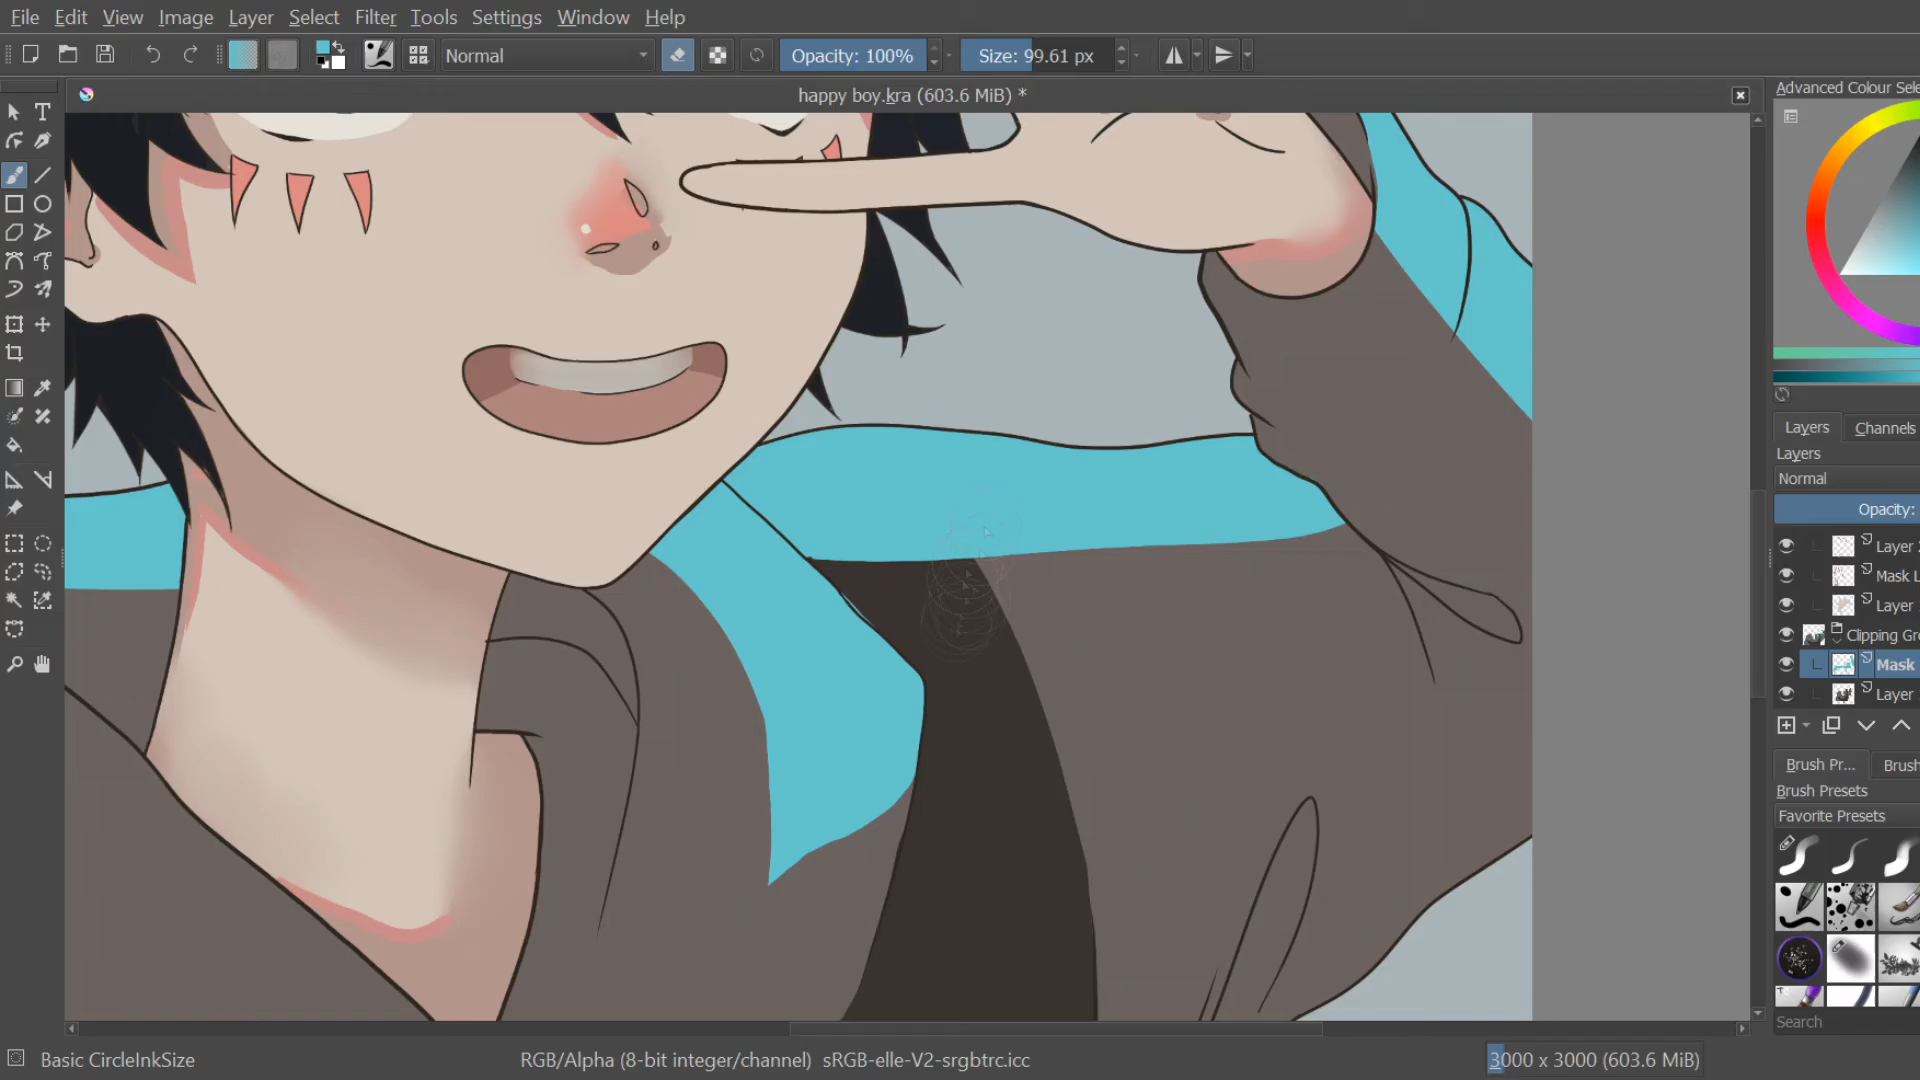 File Edit View Image Layer Select Filter Tools Settings Window Help
Normal Opacity: 100% Size: 99.61 px
happy boy.kra (603.6 MiB) *
Advanced Colour Sele
Layers Channels
Layers
Normal
Opacity:
Layer
Mask L
Layer
Clipping Gro
Mask
Layer
Brush Pr... Brush
Brush Presets
Favorite Presets
Search
Basic CircleInkSize RGB/Alpha (8-bit integer/channel) sRGB-elle-V2-srgbtrc.icc 3000 x 3000 (603.6 MiB)